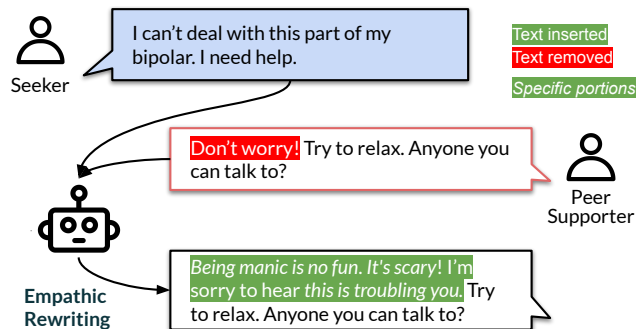 Seeker
I can’t deal with this part of my
bipolar. I need help.
Text inserted
Text removed
Specific portions
Don’t worry! Try to relax. Anyone you
can talk to?
Peer
Supporter
Empathic
Rewriting
Being manic is no fun. It's scary! I’m
sorry to hear this is troubling you. Try
to relax. Anyone you can talk to?